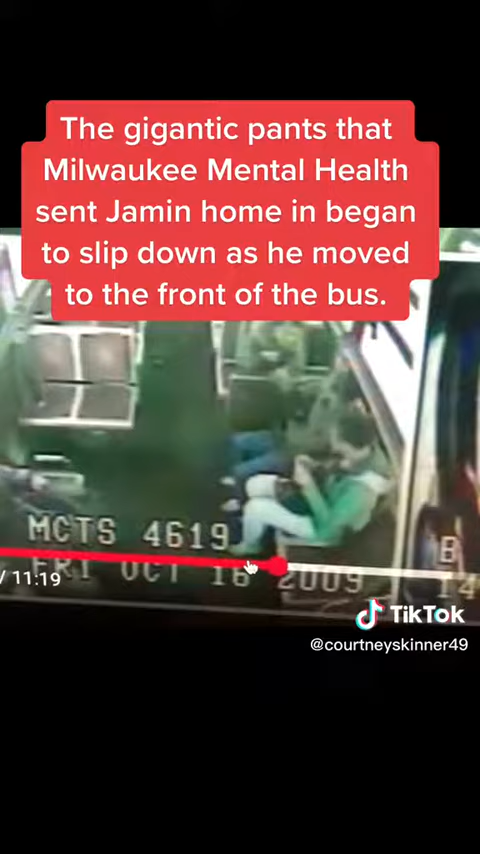 The gigantic pants that
Milwaukee Mental Health
sent Jamin home in began
to slip down as he moved
to the front of the bus.
MCTS 4619
/ 11:19
FRI OCT 16 2009
B
14
TikTok
@courtneyskinner49